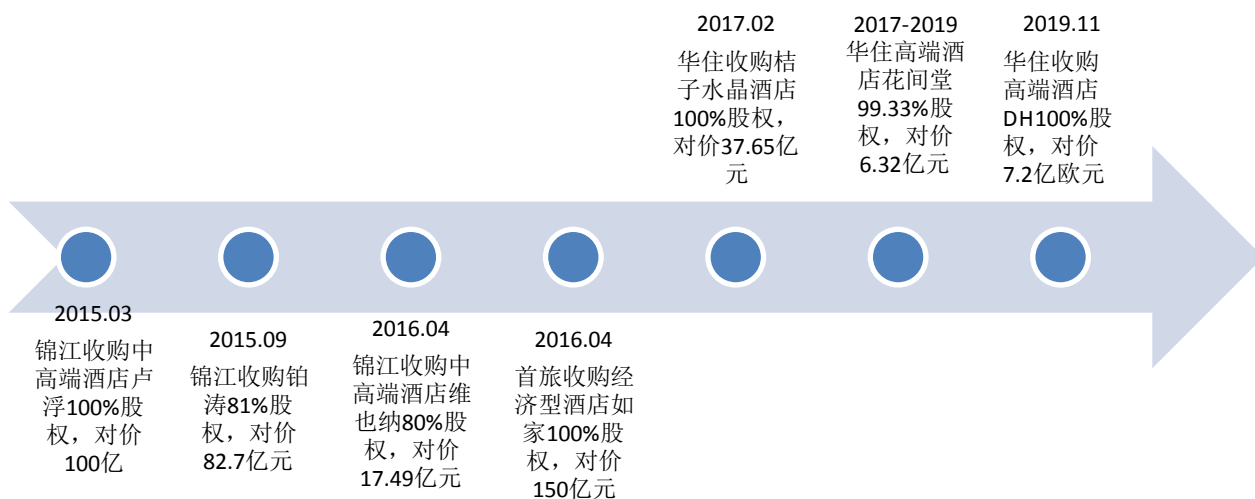 2017.02
华住收购桔
子水晶酒店
100%股权，
对价37.65亿
元
2017-2019
华住高端酒
店花间堂
99.33%股
权，对价
6.32亿元
2019.11
华住收购
高端酒店
DH100%股
权，对价
7.2亿欧元
2015.03
锦江收购中
高端酒店卢
浮100%股
权，对价
100亿
2015.09
锦江收购铂
涛81%股
权，对价
82.7亿元
2016.04
锦江收购中
高端酒店维
也纳80%股
权，对价
17.49亿元
2016.04
首旅收购经
济型酒店如
家100%股
权，对价
150亿元